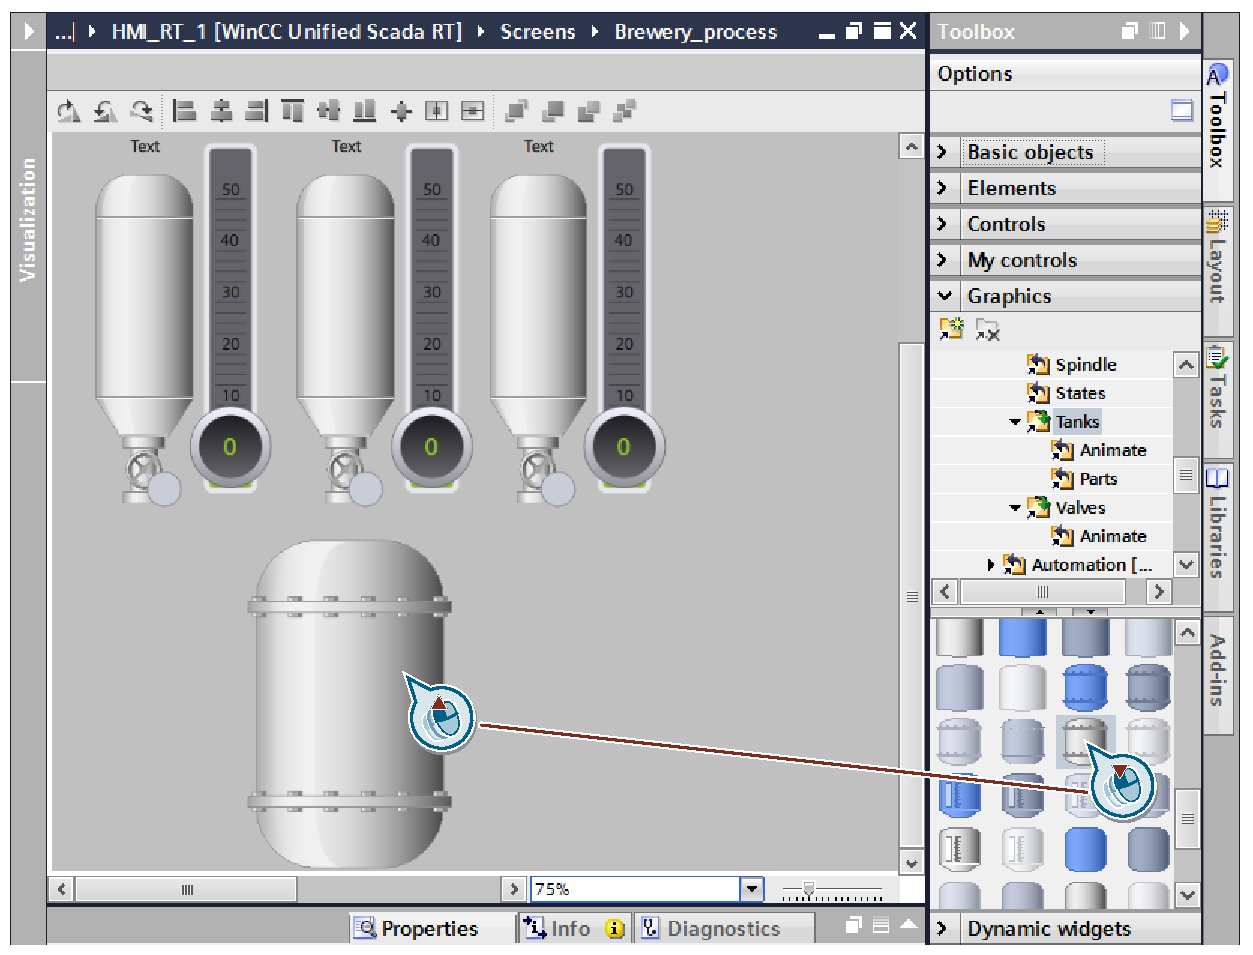 ...| HMI_RT_1 [WinCC Unified Scada RT] Screens Brewery_process
Toolbox
Options
Visualization
Text Text Text
50 50 50
40 40 40
30 30 30
20 20 20
10 10 10
0 0 0
Basic objects
Elements
Controls
My controls
Graphics
Spindle
States
Tanks
Animate
Parts
Valves
Animate
Automation [...
Dynamic widgets
Toolbox
Layout
Tasks
Libraries
Add-ins
75%
Properties Info Diagnostics